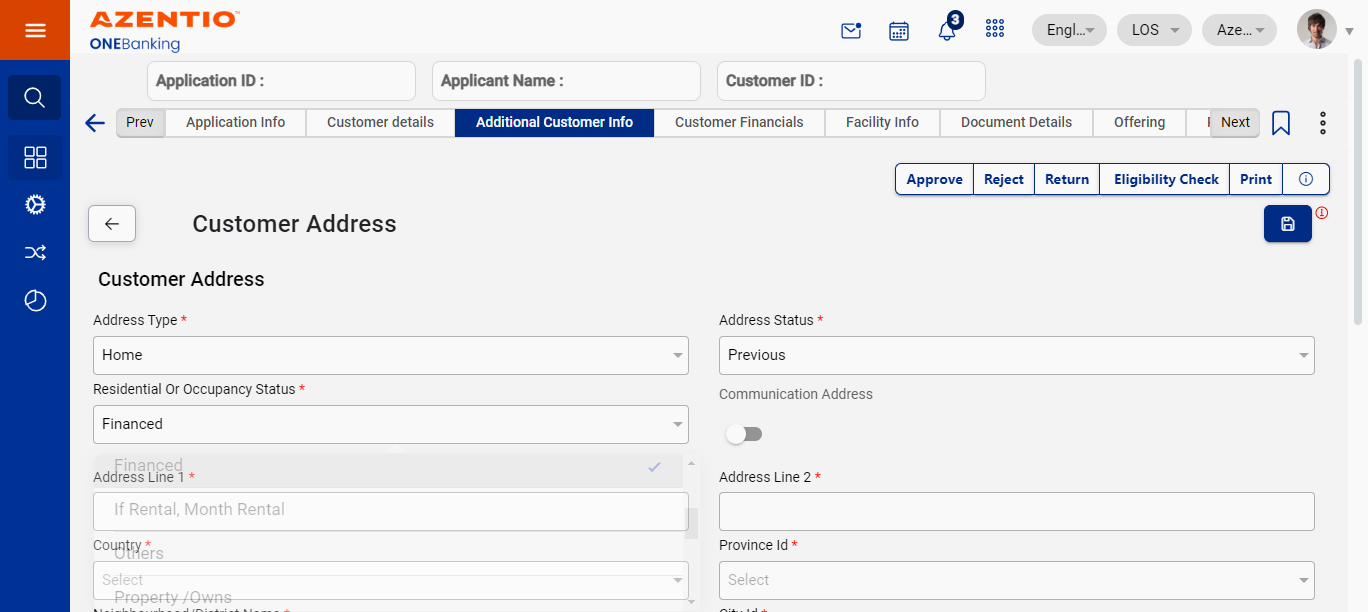 AZENTIO™
ONEBanking
3
Engl...
LOS
Aze...
Application ID :
Applicant Name :
Customer ID :
Prev
Application Info
Customer details
Additional Customer Info
Customer Financials
Facility Info
Document Details
Offering
Next
Approve
Reject
Return
Eligibility Check
Print
Customer Address
Customer Address
Address Type *
Address Status *
Home
Previous
Residential Or Occupancy Status *
Communication Address
Financed
Financed
Address Line 1 *
Address Line 2 *
If Rental, Month Rental
Country *
Province Id *
Others
Select
Select
Property /Owns
Neighbourhood/District Name *
City Id *